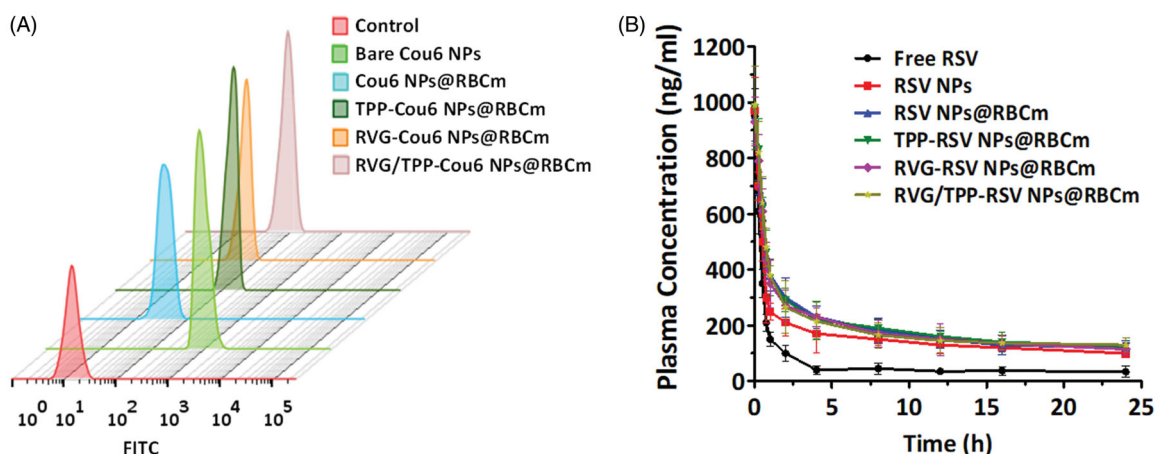 (A)
Control
Bare Cou6 NPs
Cou6 NPs@RBCm
TPP-Cou6 NPs@RBCm
RVG-Cou6 NPs@RBCm
RVG/TPP-Cou6 NPs@RBCm
10^0 10^1 10^2 10^3 10^4 10^5
FITC
(B)
Plasma Concentration (ng/ml)
1200
1000
800
600
400
200
0
Free RSV
RSV NPs
RSV NPs@RBCm
TPP-RSV NPs@RBCm
RVG-RSV NPs@RBCm
RVG/TPP-RSV NPs@RBCm
0 5 10 15 20 25
Time (h)